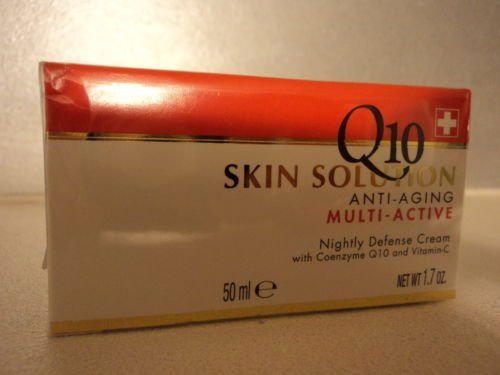 Q10
SKIN SOLUTION
ANTI-AGING
MULTI-ACTIVE
Nightly Defense Cream
with Coenzyme Q10 and Vitamin-C
50 ml ℮ NET WT 1.7 oz.